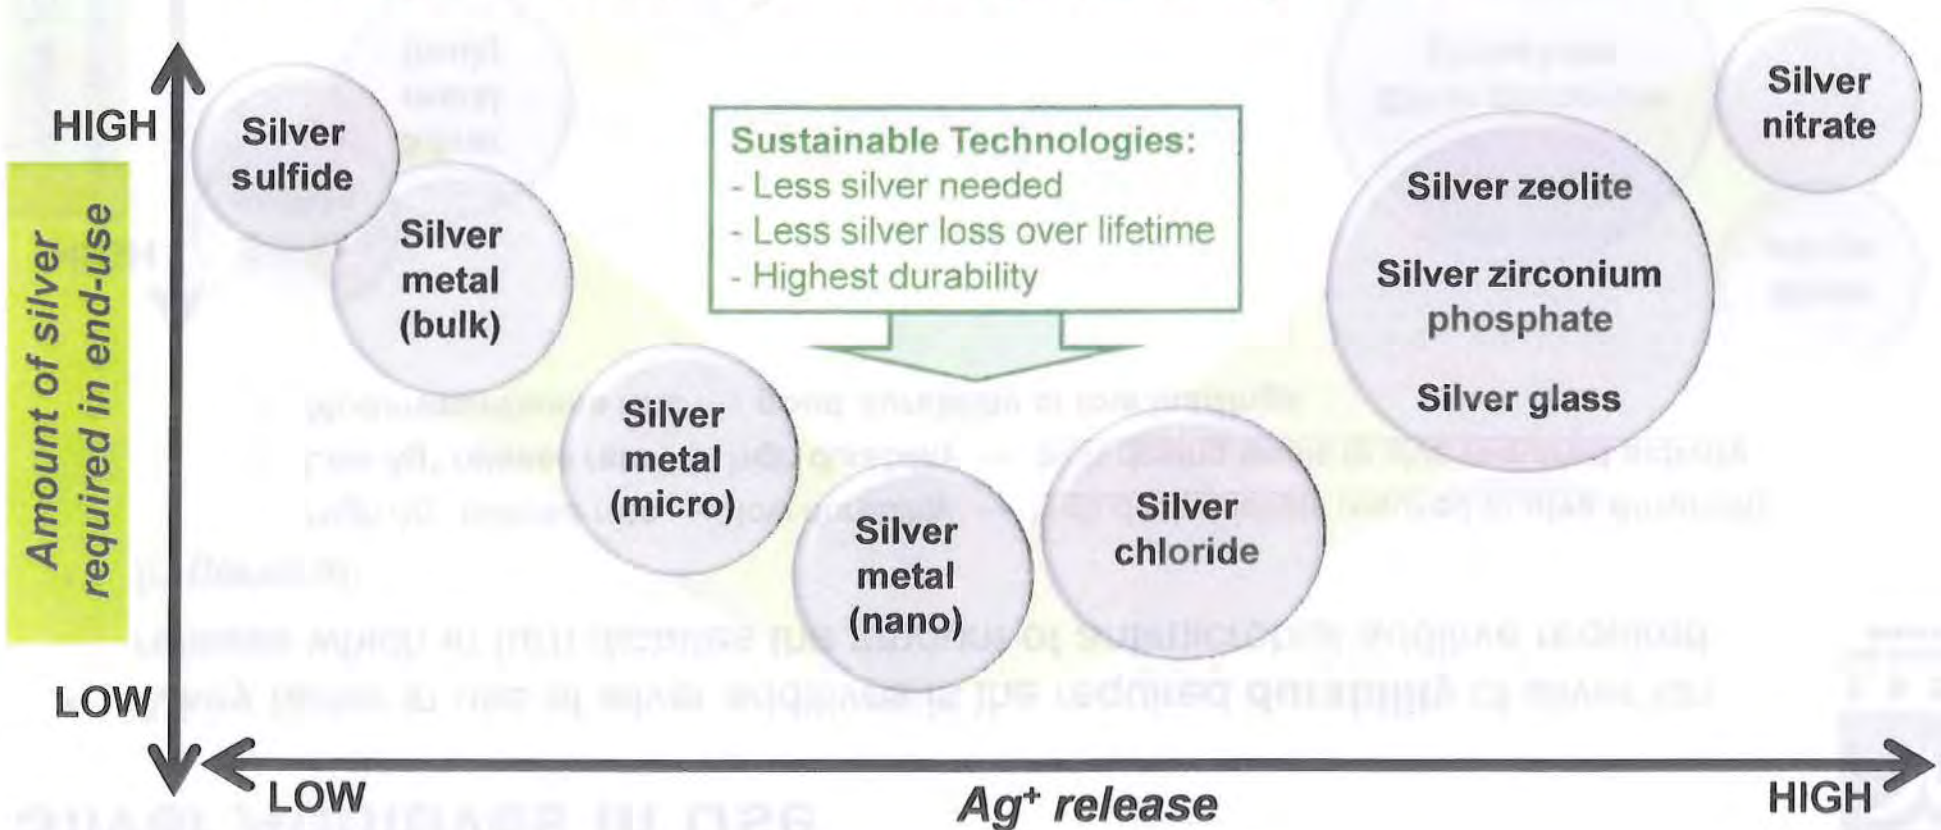 HIGH
Amount of silver
required in end-use
LOW
Silver
sulfide
Silver
metal
(bulk)
Silver
metal
(micro)
Silver
metal
(nano)
Silver
chloride
Sustainable Technologies:
- Less silver needed
- Less silver loss over lifetime
- Highest durability
Silver zeolite
Silver zirconium
phosphate
Silver glass
Silver
nitrate
LOW
Ag⁺ release
HIGH